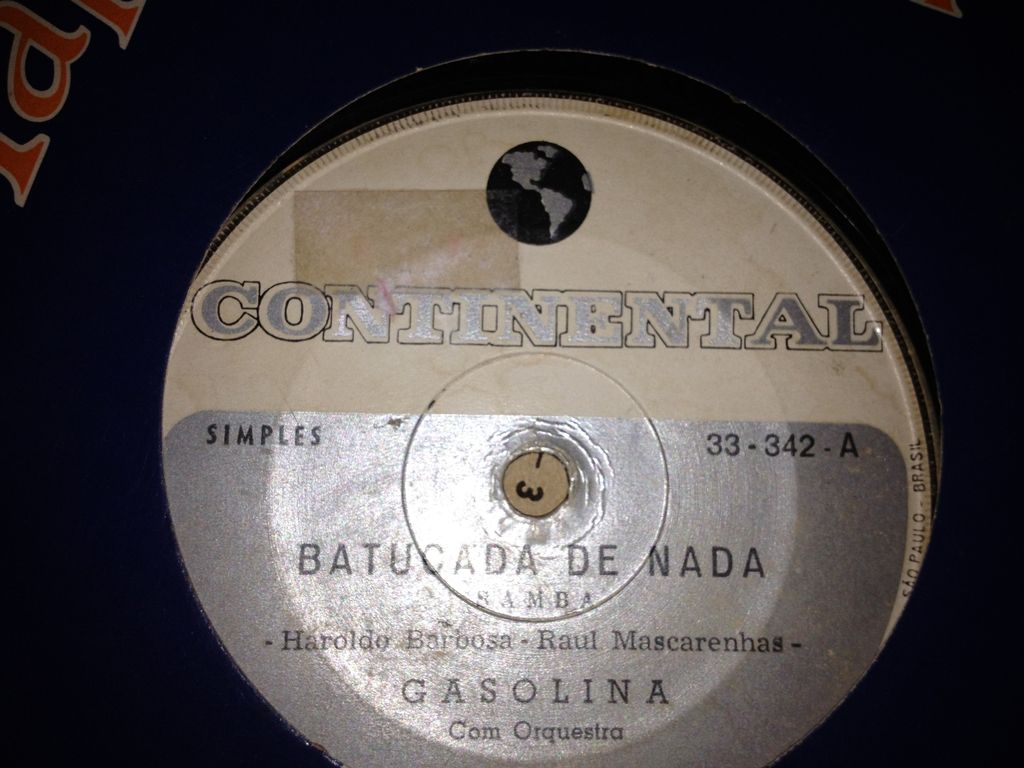 CONTINENTAL
SIMPLES
33-342-A
BATUCADA DE NADA
SAMBA
- Haroldo Barbosa - Raul Mascarenhas -
GASOLINA
Com Orquestra
SÃO PAULO - BRASIL
3